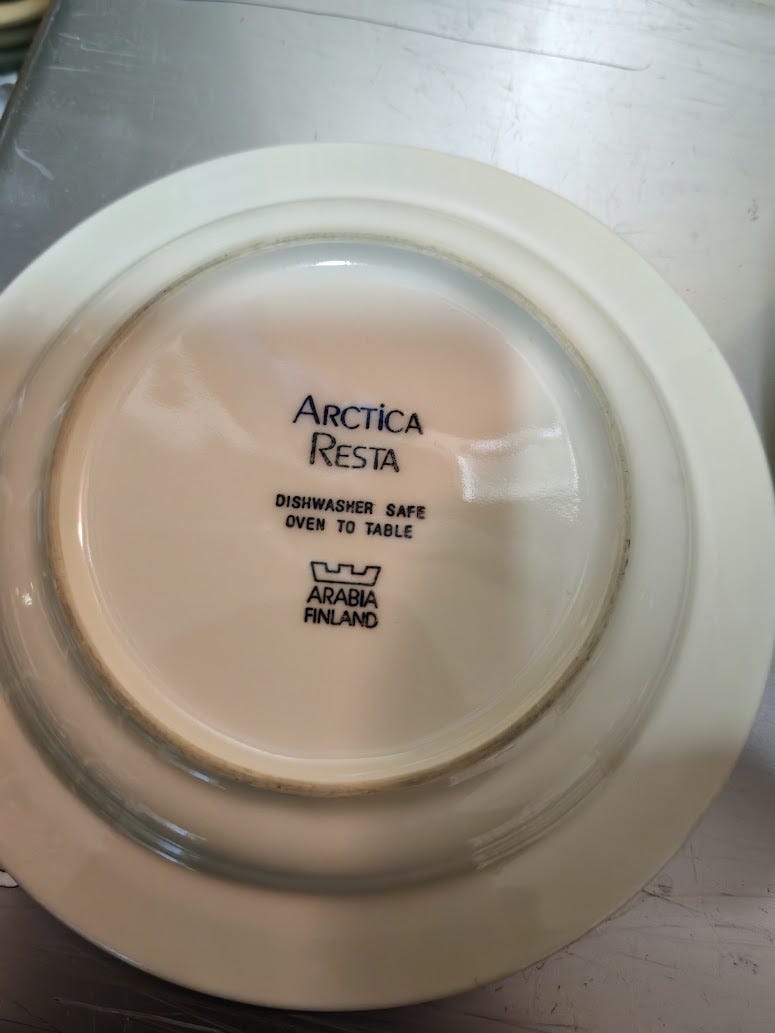 ARCTICA
RESTA
DISHWASHER SAFE
OVEN TO TABLE
ARABIA
FINLAND